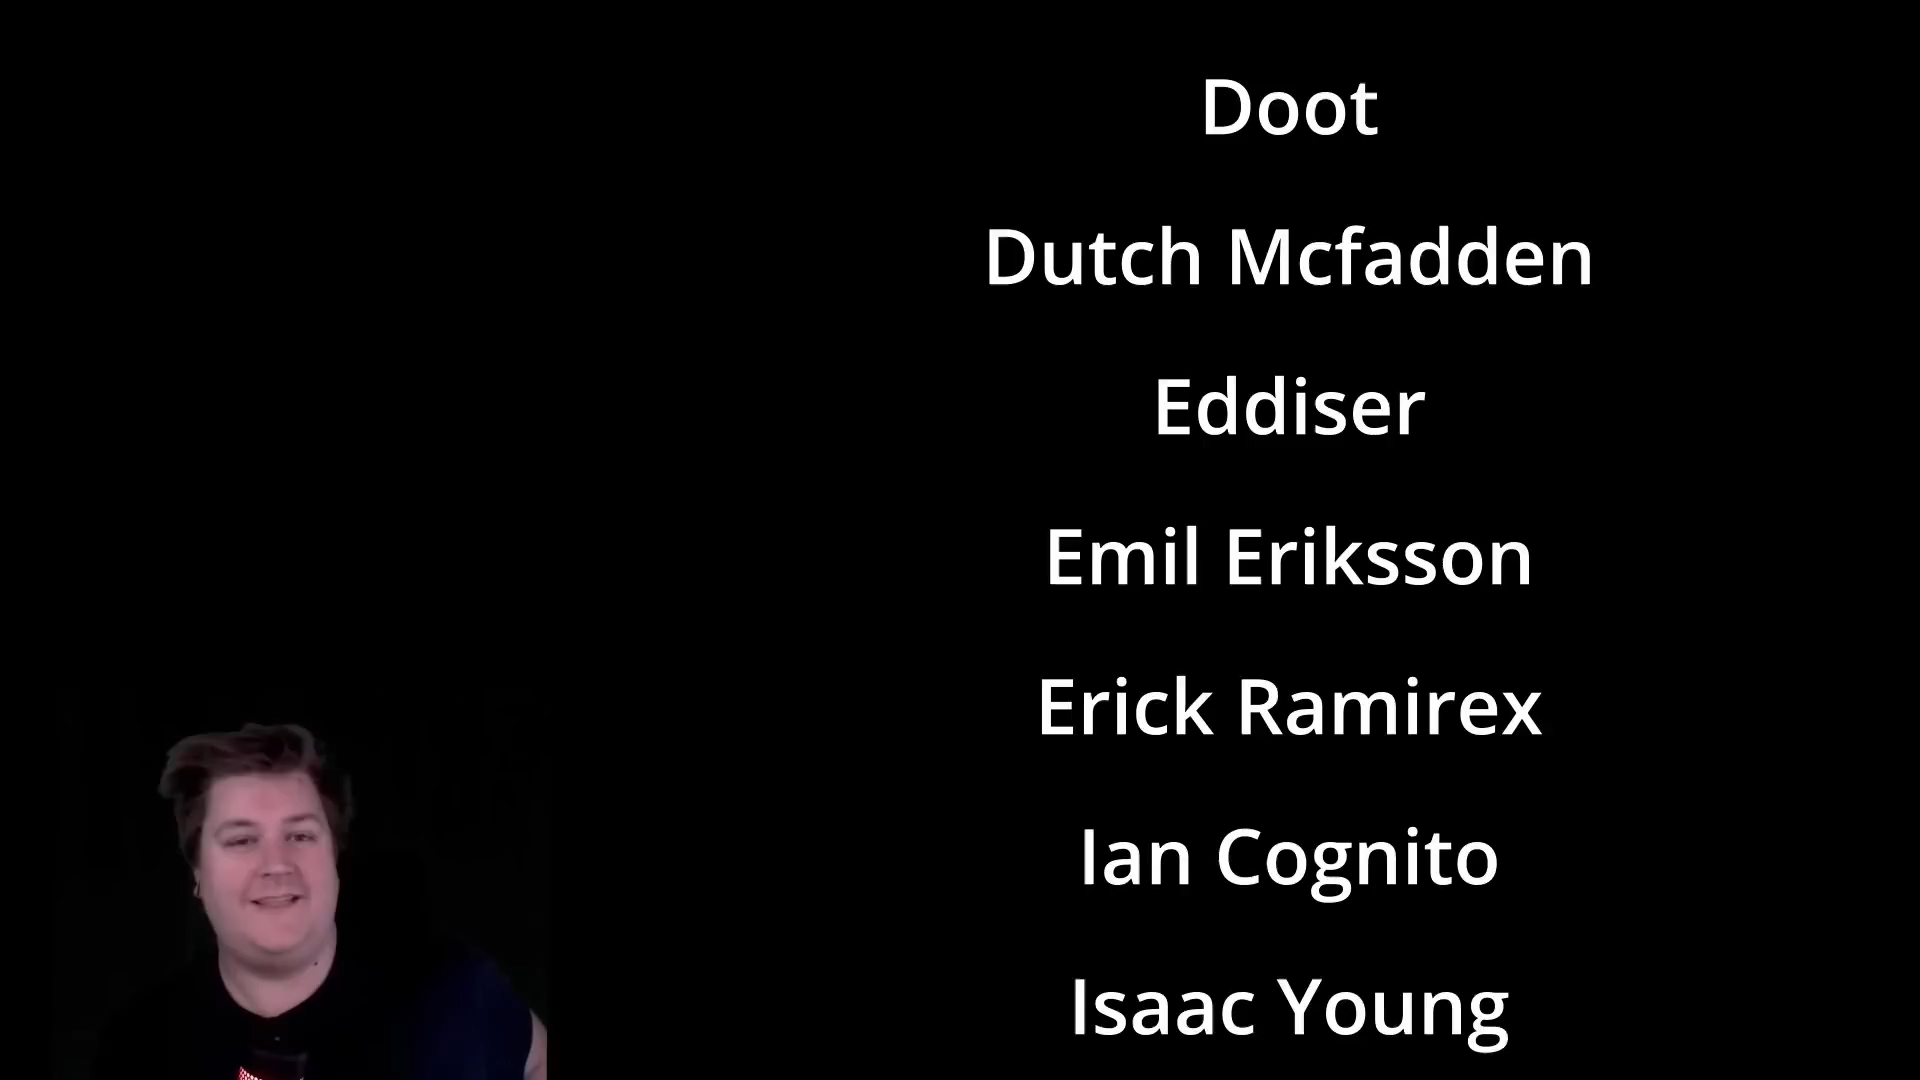 Doot
Dutch Mcfadden
Eddiser
Emil Eriksson
Erick Ramirex
Ian Cognito
Isaac Young